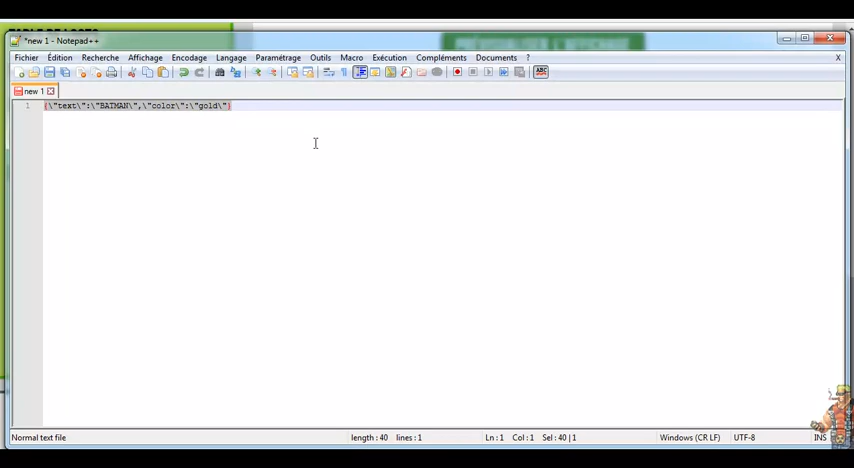 *new 1 - Notepad++
Fichier Édition Recherche Affichage Encodage Langage Paramétrage Outils Macro Exécution Compléments Documents ? X
ABC
new 1
1 {\"text\":\"BATMAN\",\"color\":\"gold\"}
Normal text file length : 40 lines : 1 Ln : 1 Col : 1 Sel : 40 | 1 Windows (CR LF) UTF-8 INS